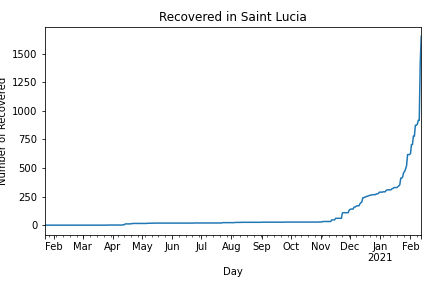 Recovered in Saint Lucia
Number of Recovered
1500
1250
1000
750
500
250
0
Feb Mar Apr May Jun Jul Aug Sep Oct Nov Dec Jan Feb
2021
Day